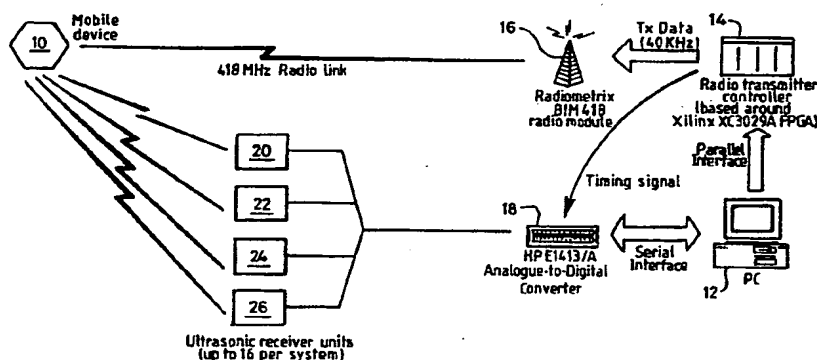 10
Mobile
device
418 MHz Radio link
16
Radiometrix
BIM 418
radio module
Tx Data
(40 KHz)
14
Radio transmitter
controller
(based around
Xilinx XC3029A FPGA)
Parallel
Interface
Timing signal
20
22
24
26
Ultrasonic receiver units
(up to 16 per system)
18
HP E1413/A
Analogue-to-Digital
Converter
Serial
Interface
12
PC